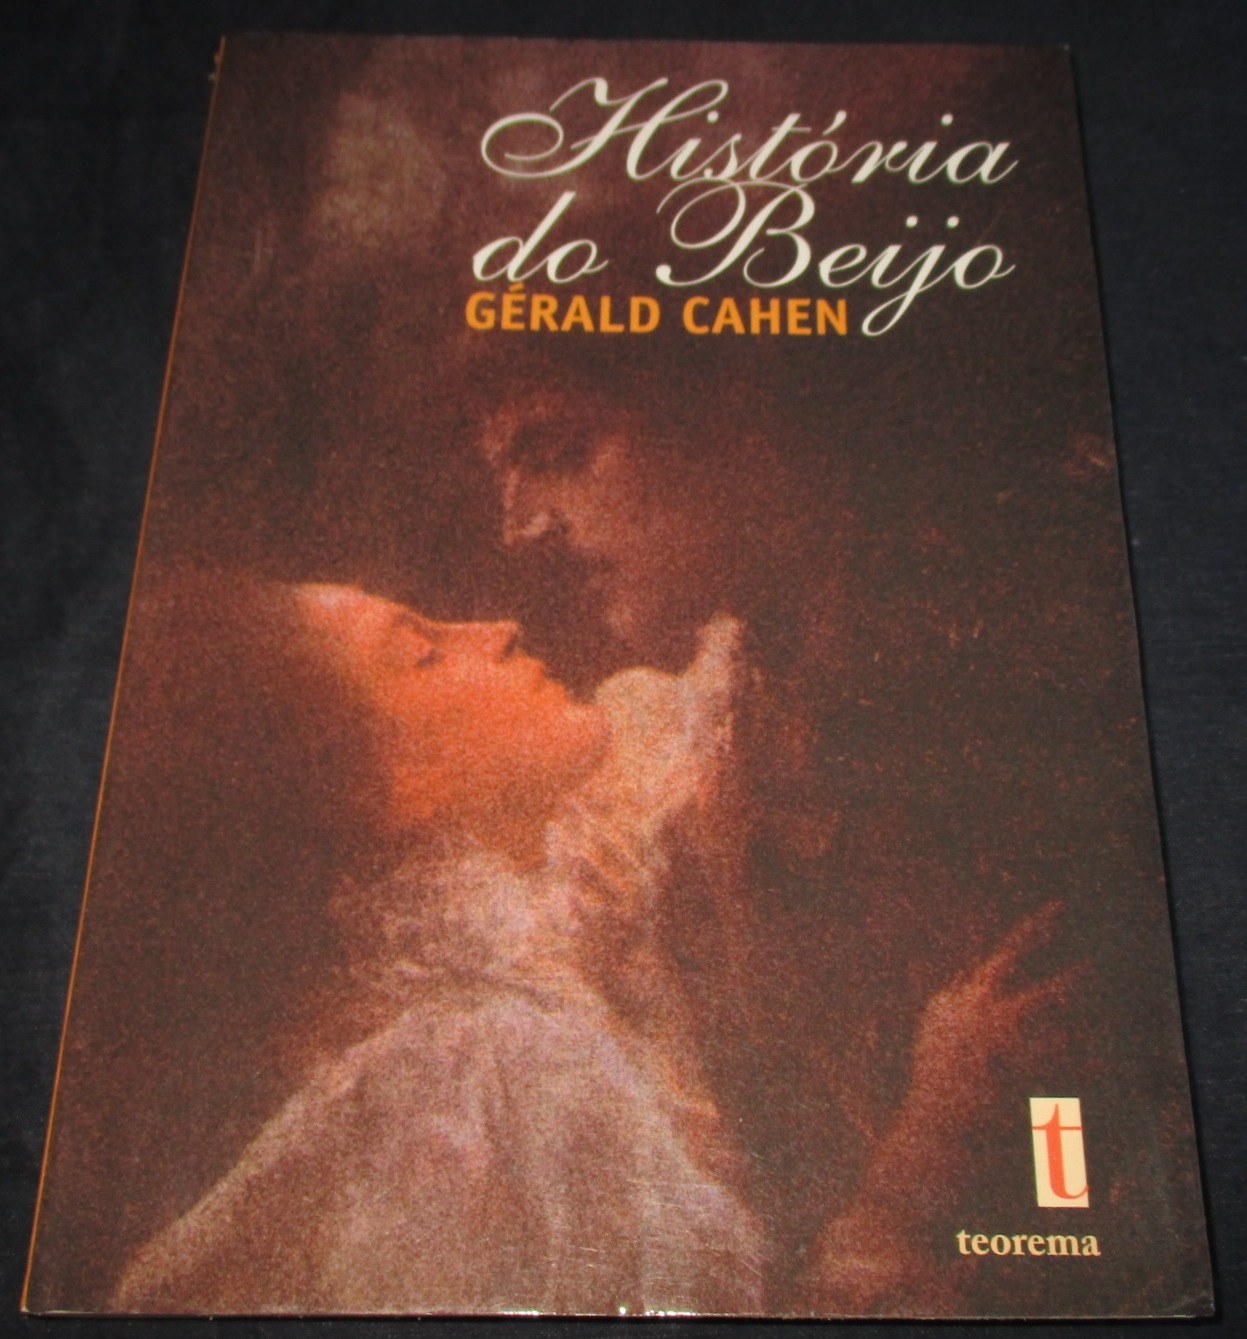 História
do Beijo
GÉRALD CAHEN
t
teorema